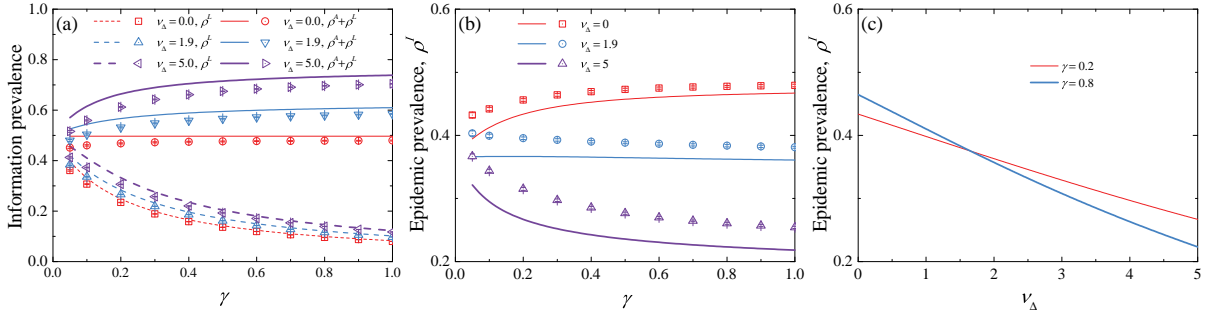 (a)
ν_Δ = 0.0, ρ^L
ν_Δ = 0.0, ρ^A+ρ^L
ν_Δ = 1.9, ρ^L
ν_Δ = 1.9, ρ^A+ρ^L
ν_Δ = 5.0, ρ^L
ν_Δ = 5.0, ρ^A+ρ^L
Information prevalence
1.0
0.8
0.6
0.4
0.2
0.0
0.0
0.2
0.4
0.6
0.8
1.0
γ
(b)
ν_Δ = 0
ν_Δ = 1.9
ν_Δ = 5
Epidemic prevalence, ρ^I
0.6
0.4
0.2
0.0
0.2
0.4
0.6
0.8
1.0
γ
(c)
γ = 0.2
γ = 0.8
Epidemic prevalence, ρ^I
0.6
0.4
0.2
0
1
2
3
4
5
ν_Δ